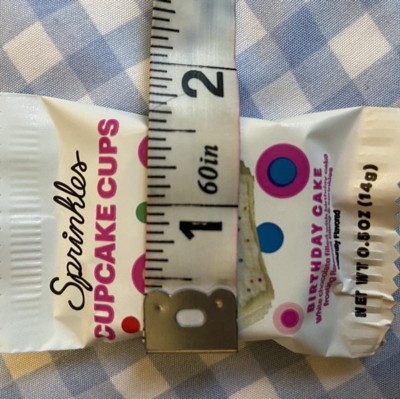 Sprinkles
CUPCAKE CUPS
2
60in
1
BIRTHDAY CAKE
NET WT 0.5OZ (14g)